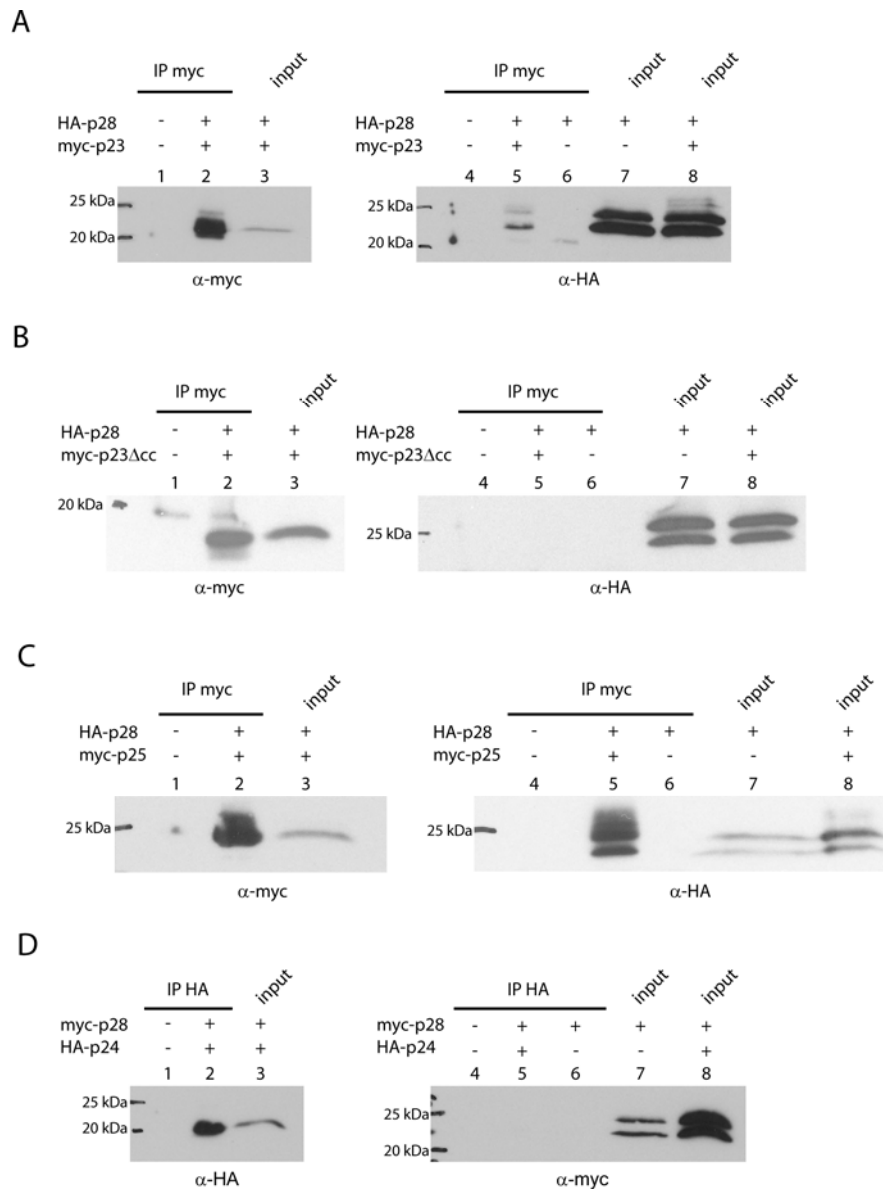 A
IP myc input IP myc input input
HA-p28 - + + HA-p28 - + + + +
myc-p23 - + + myc-p23 - + - - +
1 2 3 4 5 6 7 8
25 kDa 25 kDa
20 kDa 20 kDa
α-myc α-HA
B
IP myc input IP myc input input
HA-p28 - + + HA-p28 - + + + +
myc-p23Δcc - + + myc-p23Δcc - + - - +
1 2 3 4 5 6 7 8
20 kDa 25 kDa
α-myc α-HA
C
IP myc input IP myc input input
HA-p28 - + + HA-p28 - + + + +
myc-p25 - + + myc-p25 - + - - +
1 2 3 4 5 6 7 8
25 kDa 25 kDa
α-myc α-HA
D
IP HA input IP HA input input
myc-p28 - + + myc-p28 - + + + +
HA-p24 - + + HA-p24 - + - - +
1 2 3 4 5 6 7 8
25 kDa 25 kDa
20 kDa 20 kDa
α-HA α-myc